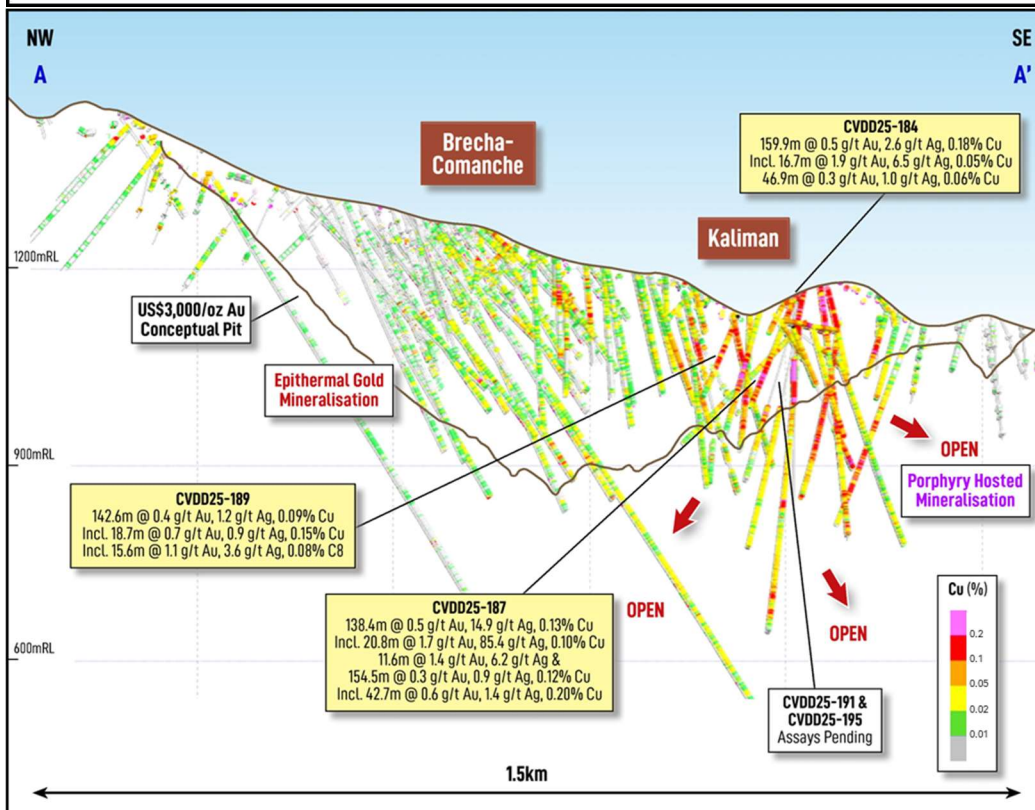 NW
A
SE
A'
CVDD25-184
159.9m @ 0.5 g/t Au, 2.6 g/t Ag, 0.18% Cu
Incl. 16.7m @ 1.9 g/t Au, 6.5 g/t Ag, 0.05% Cu
46.9m @ 0.3 g/t Au, 1.0 g/t Ag, 0.06% Cu
Brecha-
Comanche
Kaliman
1200mRL
US$3,000/oz Au
Conceptual Pit
Epithermal Gold
Mineralisation
900mRL
OPEN
Porphyry Hosted
Mineralisation
CVDD25-189
142.6m @ 0.4 g/t Au, 1.2 g/t Ag, 0.09% Cu
Incl. 18.7m @ 0.7 g/t Au, 0.9 g/t Ag, 0.15% Cu
Incl. 15.6m @ 1.1 g/t Au, 3.6 g/t Ag, 0.08% C8
CVDD25-187
138.4m @ 0.5 g/t Au, 14.9 g/t Ag, 0.13% Cu
Incl. 20.8m @ 1.7 g/t Au, 85.4 g/t Ag, 0.10% Cu
11.6m @ 1.4 g/t Au, 6.2 g/t Ag &
154.5m @ 0.3 g/t Au, 0.9 g/t Ag, 0.12% Cu
Incl. 42.7m @ 0.6 g/t Au, 1.4 g/t Ag, 0.20% Cu
OPEN
OPEN
600mRL
CVDD25-191 &
CVDD25-195
Assays Pending
Cu (%)
0.2
0.1
0.05
0.02
0.01
1.5km